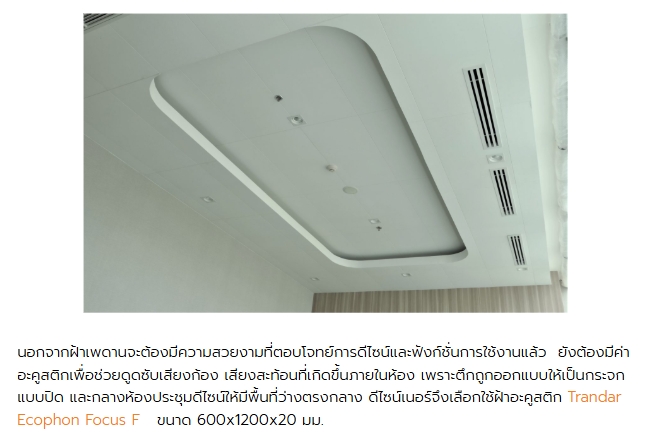 นอกจากฝ้าเพดานจะต้องมีความสวยงามที่ตอบโจทย์การดีไซน์และฟังก์ชั่นการใช้งานแล้ว ยังต้องมีค่า
อะคูสติกเพื่อช่วยดูดซับเสียงก้อง เสียงสะท้อนที่เกิดขึ้นภายในห้อง เพราะตึกถูกออกแบบให้เป็นกระจก
แบบปิด และกลางห้องประชุมดีไซน์ให้มีพื้นที่ว่างตรงกลาง ดีไซน์เนอร์จึงเลือกใช้ฝ้าอะคูสติก Trandar
Ecophon Focus F ขนาด 600x1200x20 มม.